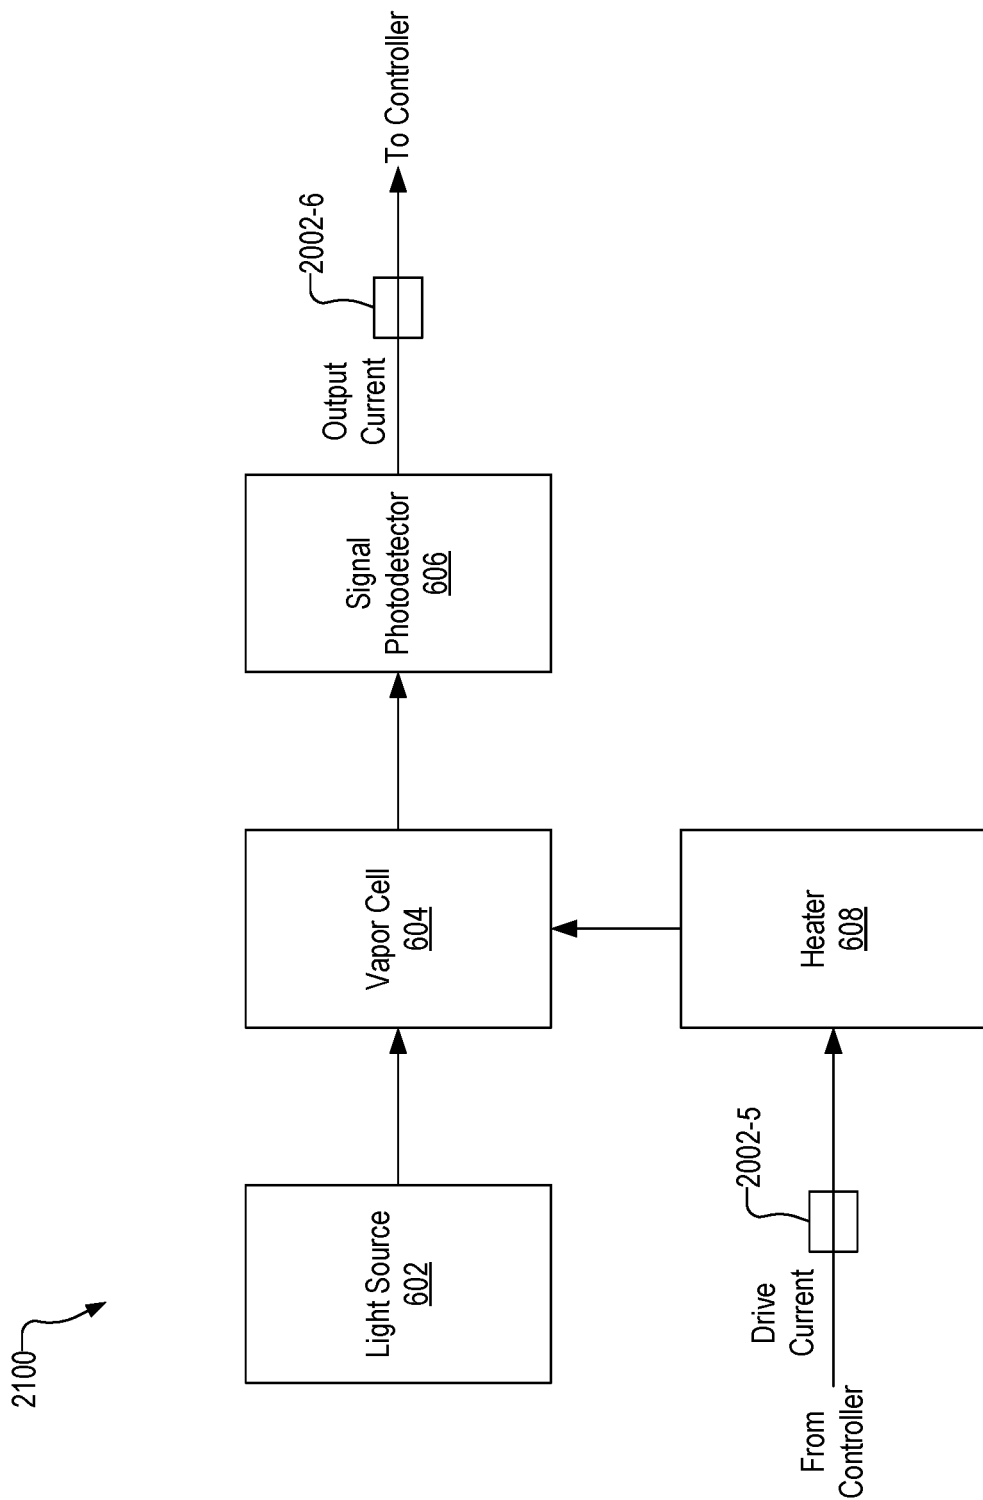 2100
Light Source
602
Vapor Cell
604
Signal
Photodetector
606
Output
Current
2002-6
To Controller
From
Controller
Drive
Current
2002-5
Heater
608